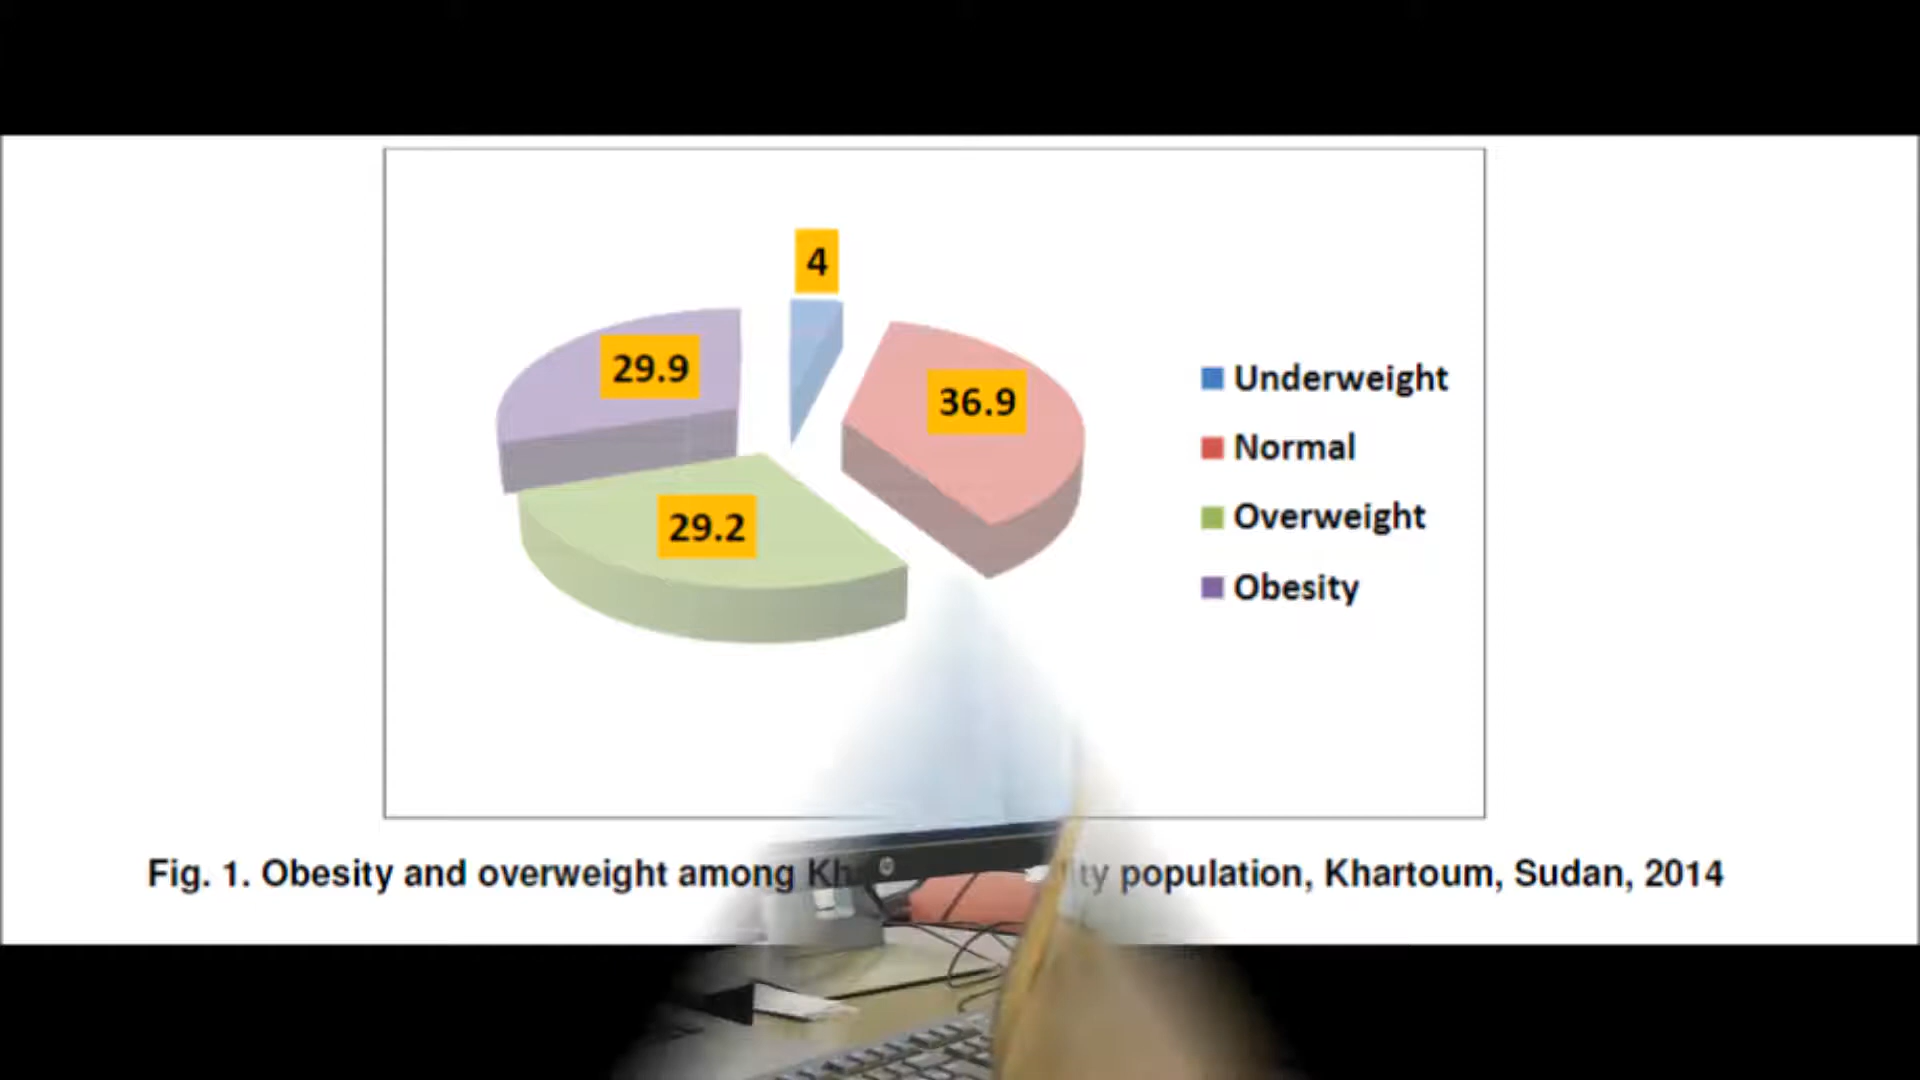 4
29.9
36.9
29.2
Underweight
Normal
Overweight
Obesity
Fig. 1. Obesity and overweight among population, Khartoum, Sudan, 2014